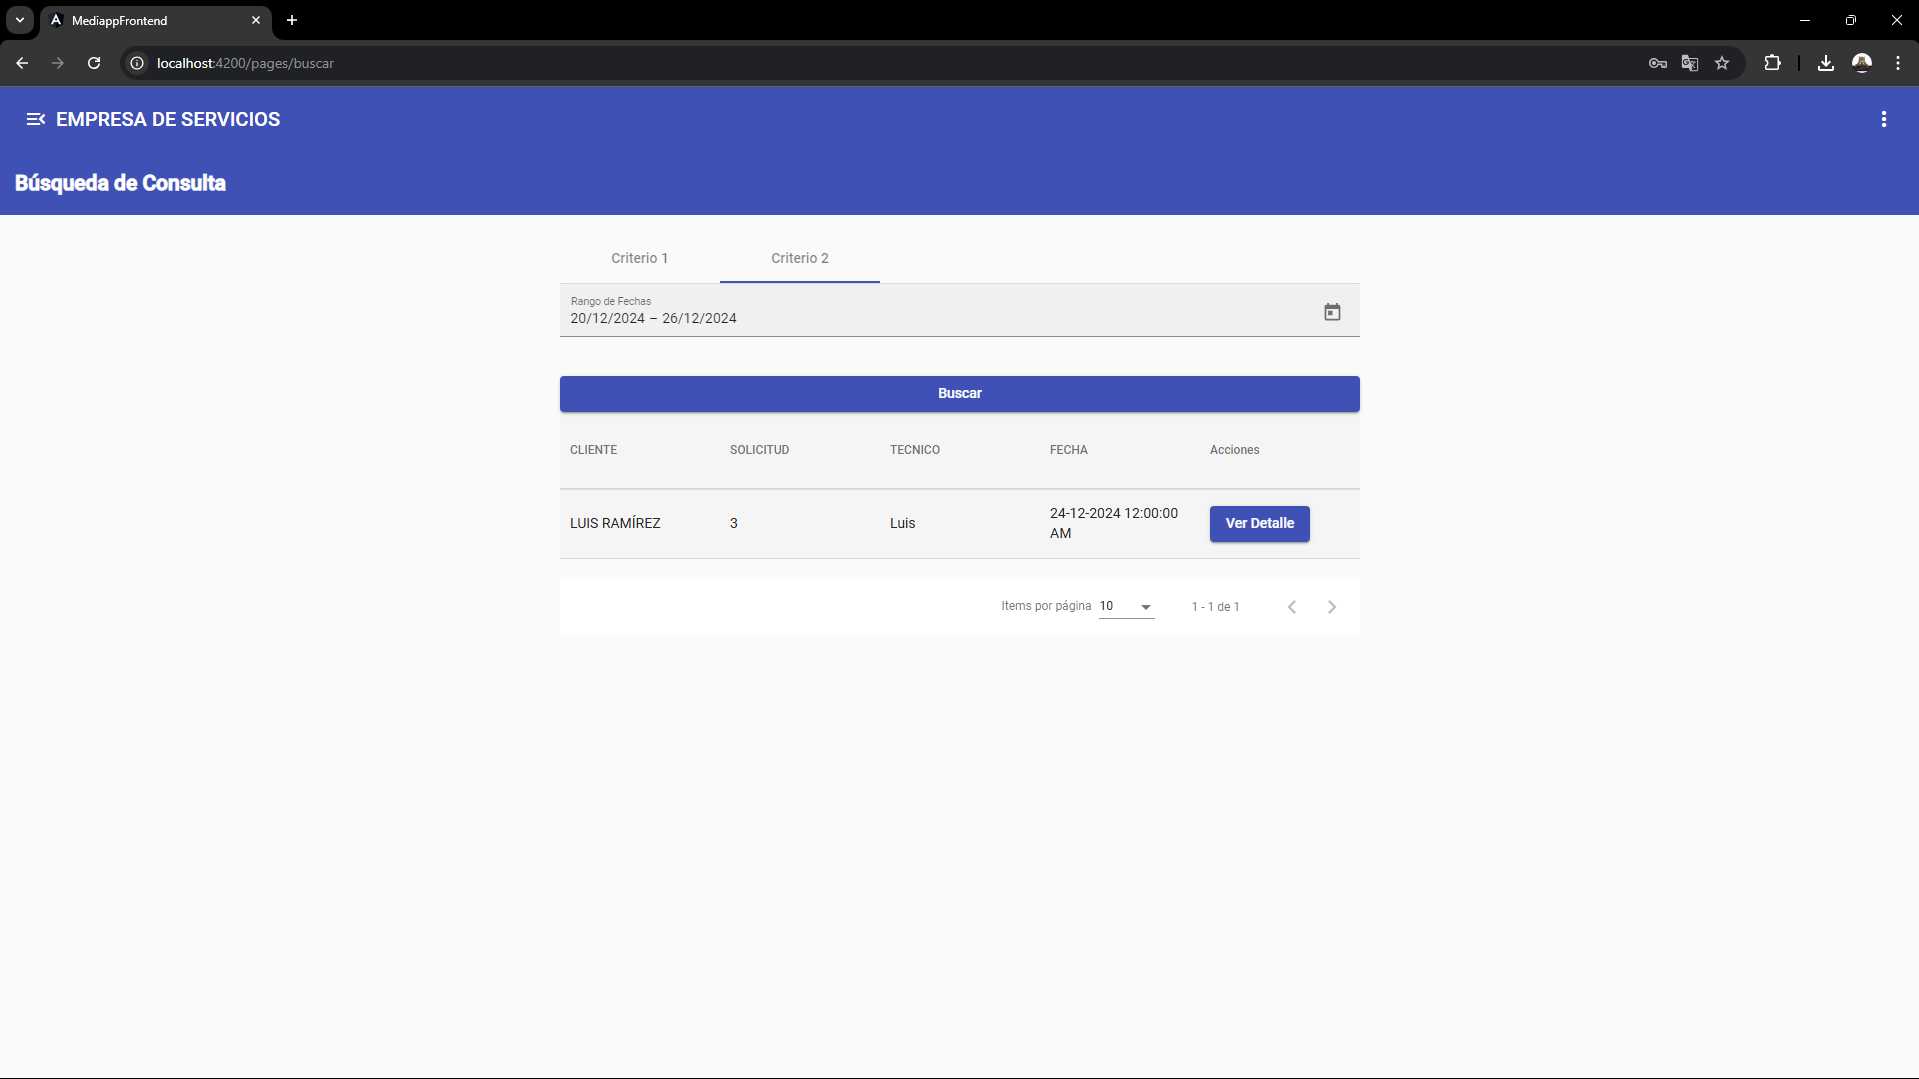 MediappFrontend
localhost:4200/pages/buscar
EMPRESA DE SERVICIOS
Búsqueda de Consulta
Criterio 1 Criterio 2
Rango de Fechas
20/12/2024 – 26/12/2024
Buscar
CLIENTE SOLICITUD TECNICO FECHA Acciones
LUIS RAMÍREZ 3 Luis 24-12-2024 12:00:00 AM Ver Detalle
Items por página 10 1 - 1 de 1